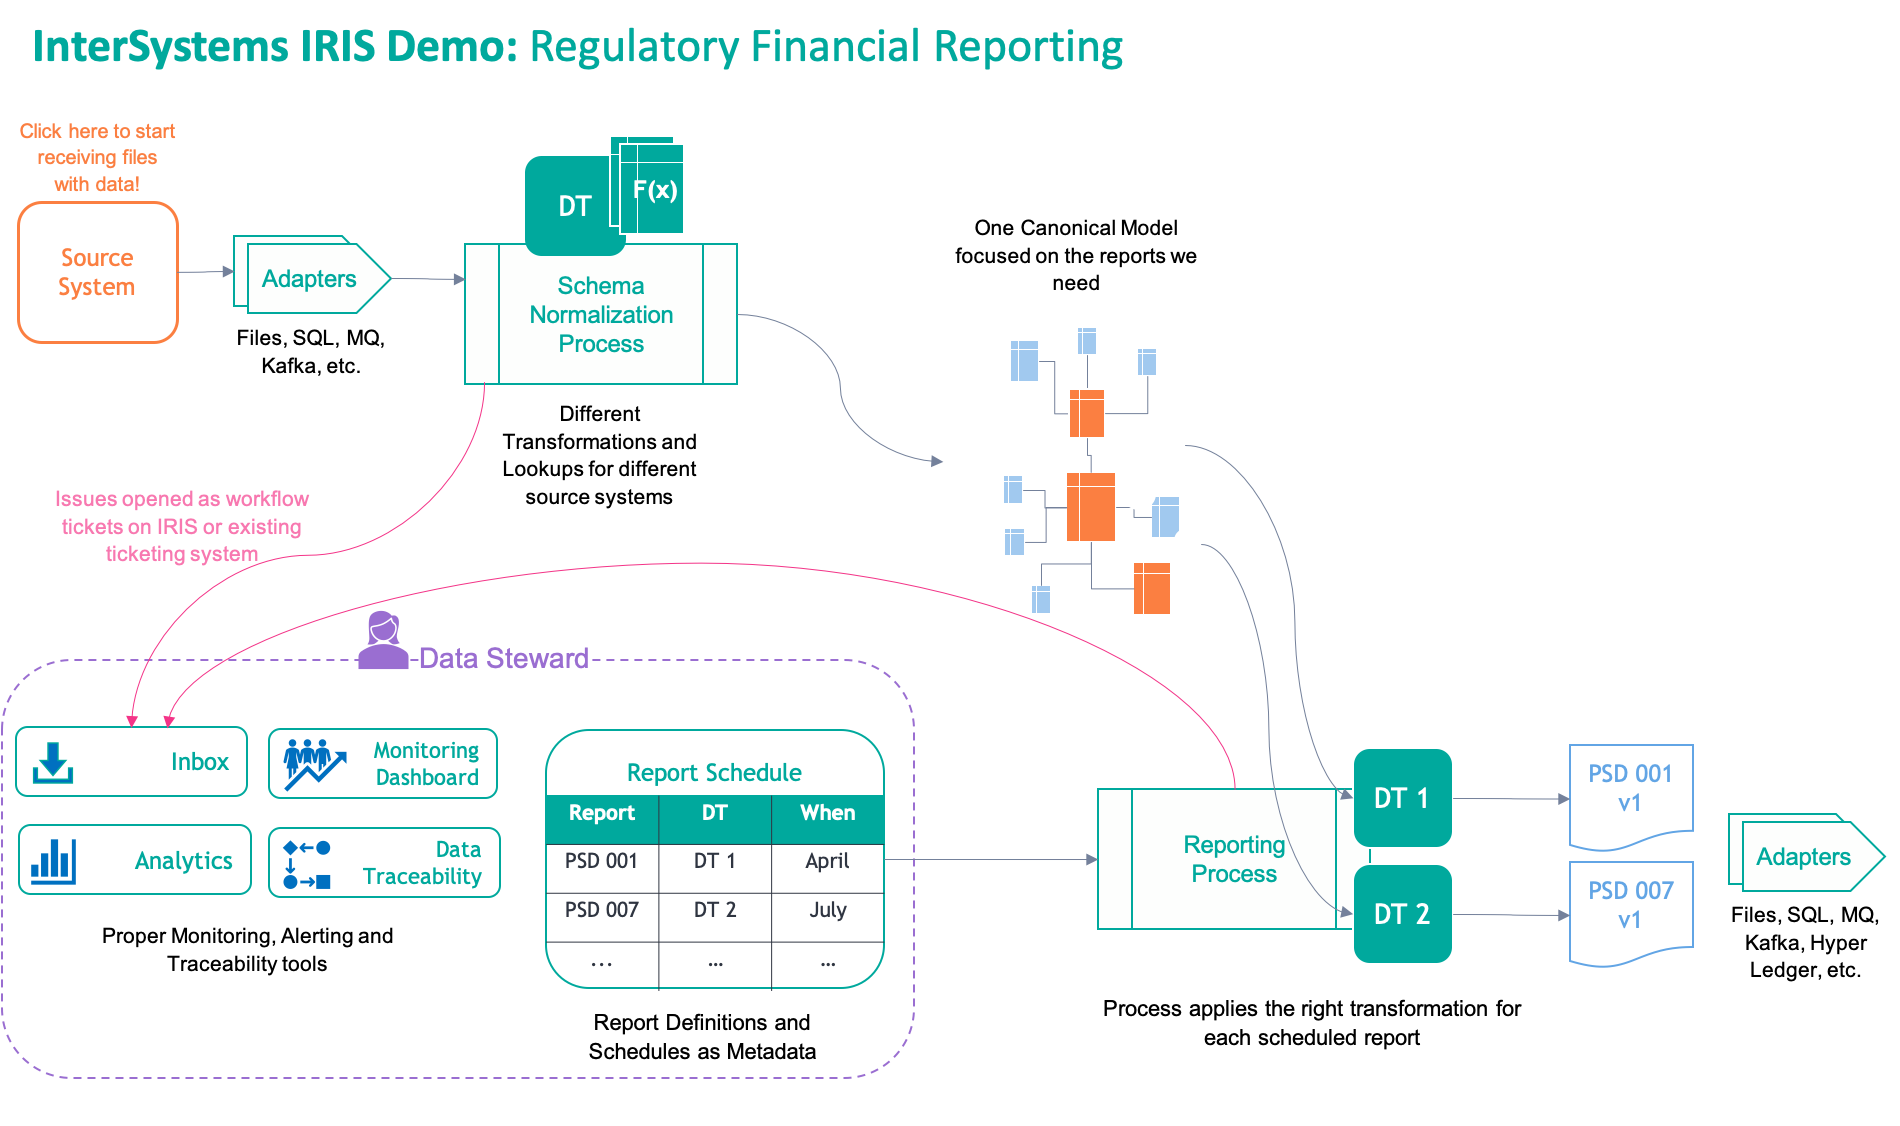 InterSystems IRIS Demo: Regulatory Financial Reporting
Click here to start
receiving files
with data!
Source
System
Adapters
Files, SQL, MQ,
Kafka, etc.
DT
F(x)
Schema
Normalization
Process
Different
Transformations and
Lookups for different
source systems
One Canonical Model
focused on the reports we
need
Issues opened as workflow
tickets on IRIS or existing
ticketing system
Data Steward
Inbox
Monitoring
Dashboard
Analytics
Data
Traceability
Proper Monitoring, Alerting and
Traceability tools
Report Schedule
Report DT When
PSD 001 DT 1 April
PSD 007 DT 2 July
... ... ...
Report Definitions and
Schedules as Metadata
Reporting
Process
DT 1
DT 2
Process applies the right transformation for
each scheduled report
PSD 001
v1
PSD 007
v1
Adapters
Files, SQL, MQ,
Kafka, Hyper
Ledger, etc.